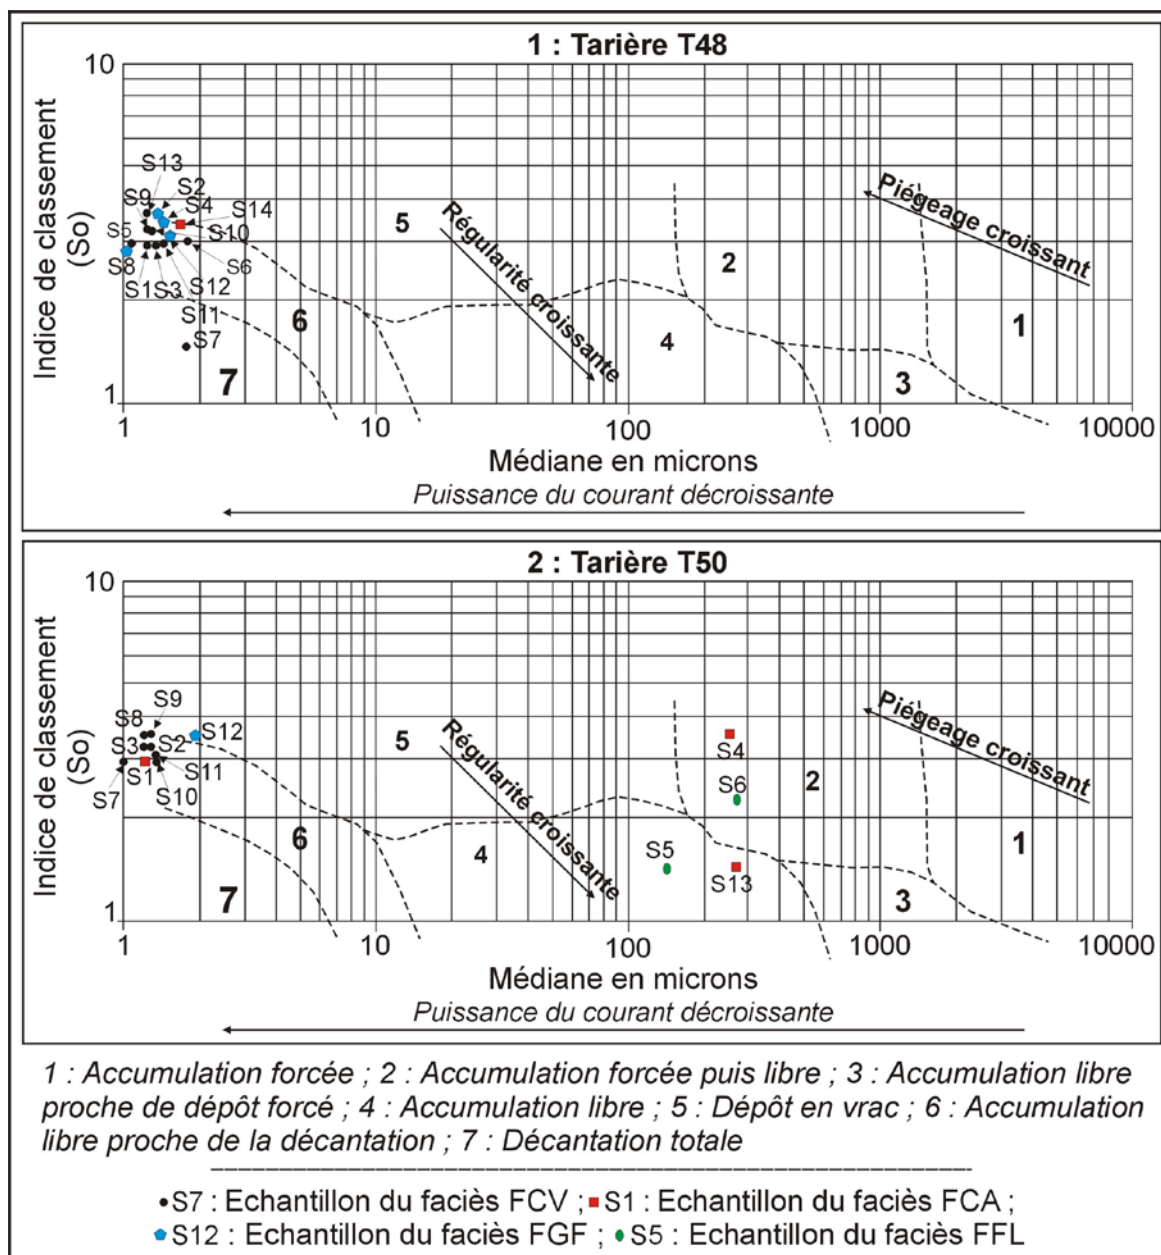 1 : Tarière T48
Indice de classement
(So)
10
1
S13
S2
S9
S4
S14
S5
S10
S8
S6
S1
S3
S12
S11
S7
5
Régularité croissante
2
Piégeage croissant
6
4
1
7
3
1
10
100
1000
10000
Médiane en microns
Puissance du courant décroissante
2 : Tarière T50
Indice de classement
(So)
10
1
S9
S8
S12
S3
S2
S1
S11
S7
S10
5
Régularité croissante
S4
S6
2
Piégeage croissant
6
4
S5
S13
1
7
3
1
10
100
1000
10000
Médiane en microns
Puissance du courant décroissante
1 : Accumulation forcée ; 2 : Accumulation forcée puis libre ; 3 : Accumulation libre
proche de dépôt forcé ; 4 : Accumulation libre ; 5 : Dépôt en vrac ; 6 : Accumulation
libre proche de la décantation ; 7 : Décantation totale
S7 : Echantillon du faciès FCV ; S1 : Echantillon du faciès FCA ;
S12 : Echantillon du faciès FGF ; S5 : Echantillon du faciès FFL